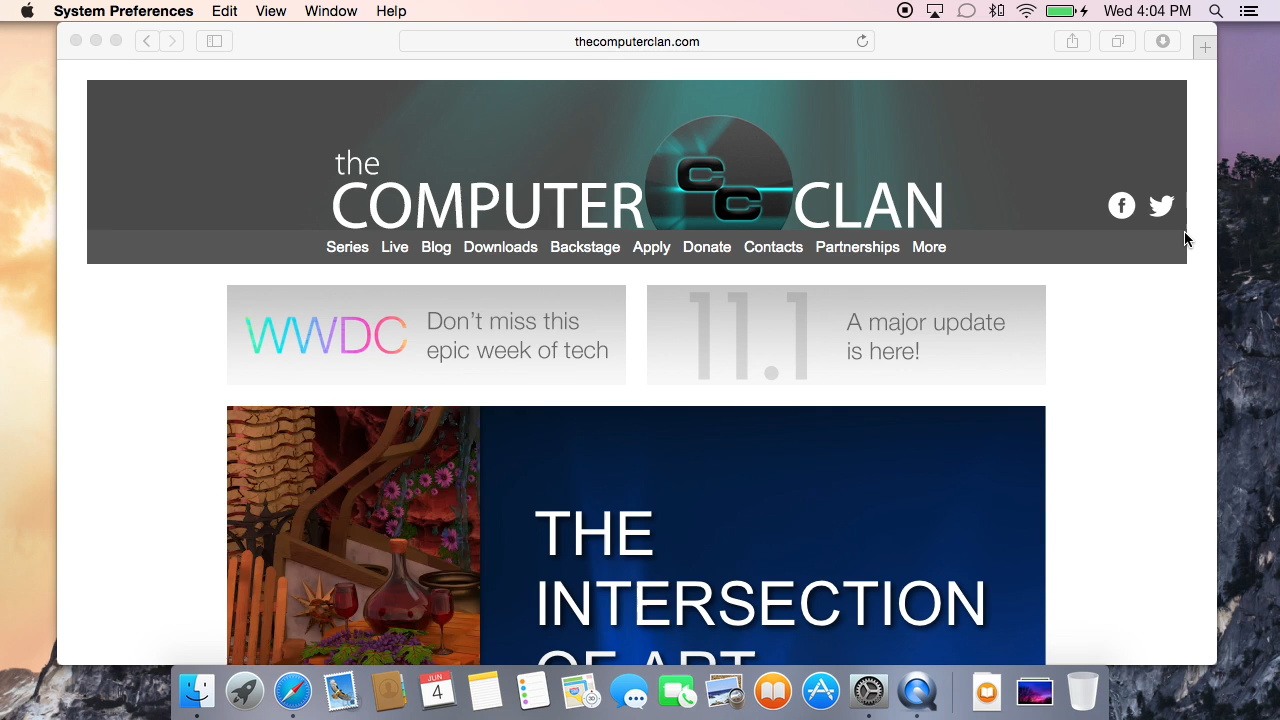 System Preferences Edit View Window Help Wed 4:04 PM
thecomputerclan.com
the
COMPUTER CC CLAN
Series Live Blog Downloads Backstage Apply Donate Contacts Partnerships More
WWDC
Don't miss this
epic week of tech
11.1
A major update
is here!
THE
INTERSECTION
OF ART
JUN
4